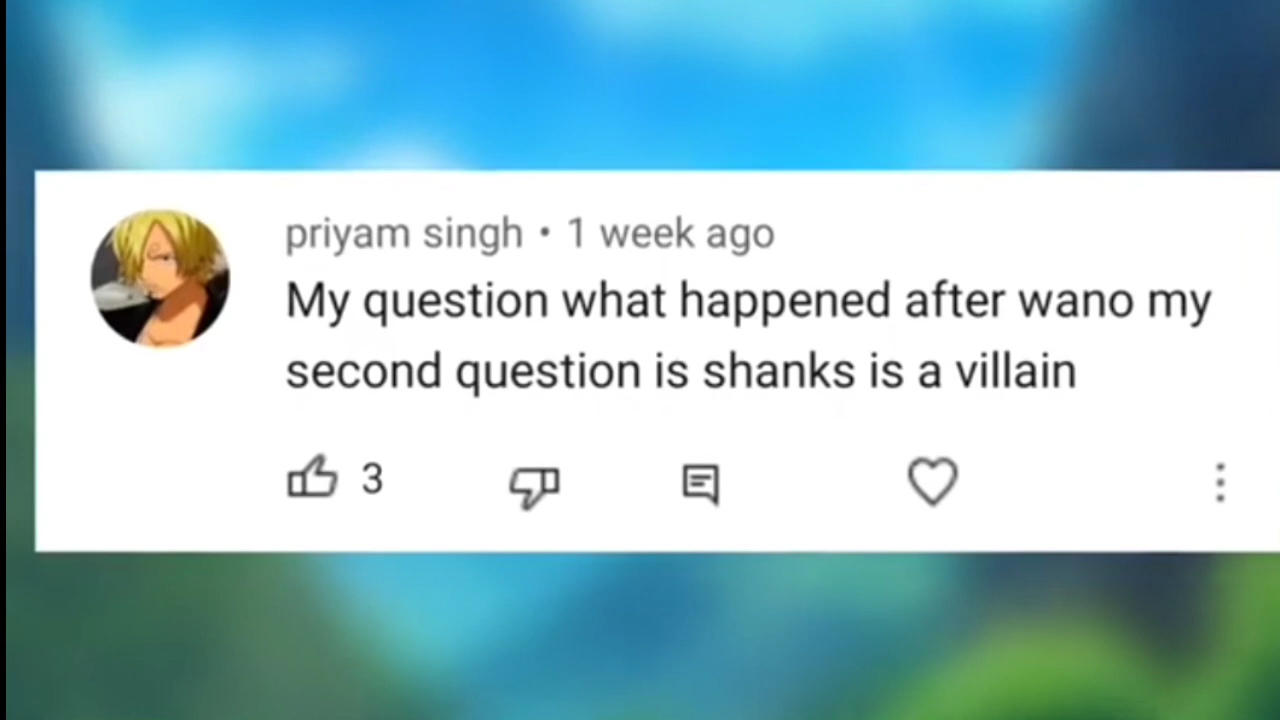 priyam singh • 1 week ago
My question what happened after wano my
second question is shanks is a villain
3